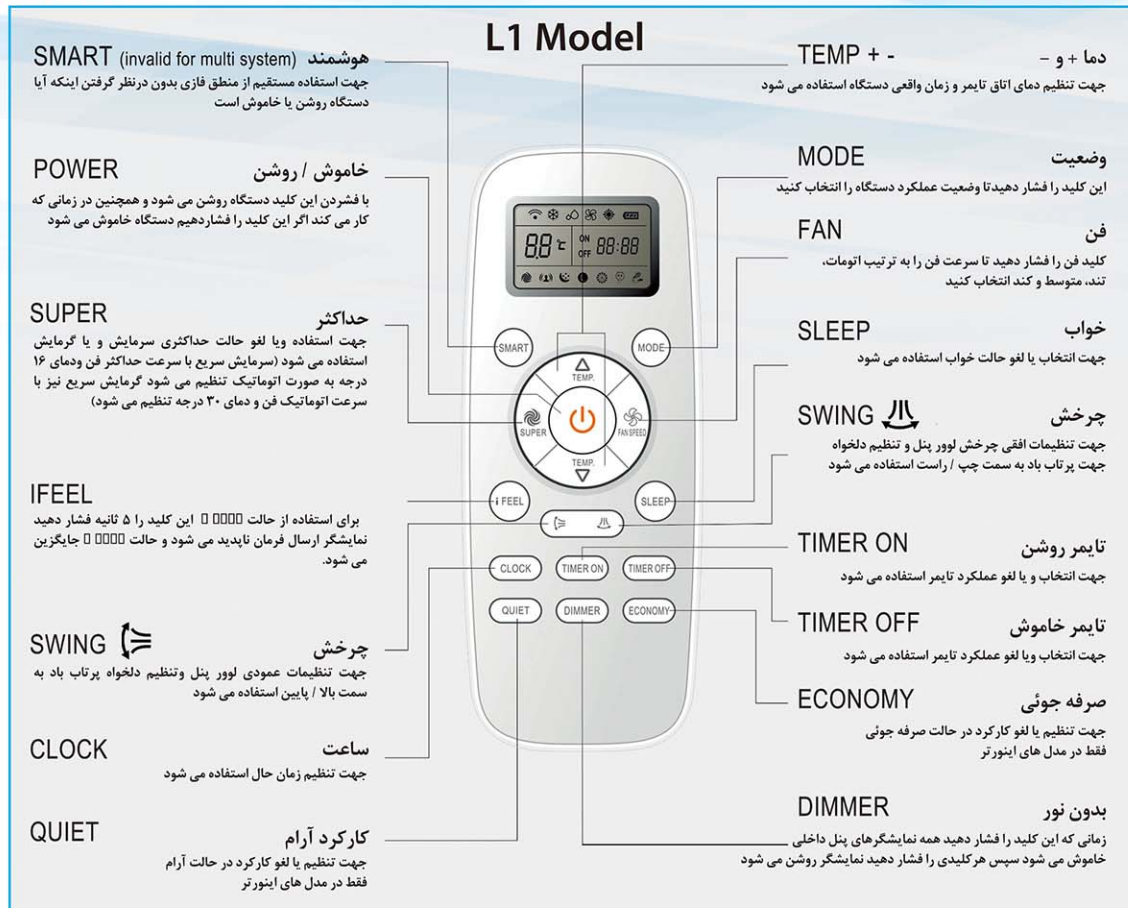 L1 Model
SMART (invalid for multi system) هوشمند
جهت استفاده مستقیم از منطق فازی بدون درنظر گرفتن اینکه آیا
دستگاه روشن یا خاموش است
POWER خاموش / روشن
با فشردن این کلید دستگاه روشن می شود و همچنین در زمانی که
کار می کند اگر این کلید را فشاردهیم دستگاه خاموش می شود
SUPER حداکثر
جهت استفاده ویا لغو حالت حداکثری سرمایش و یا گرمایش
استفاده می شود (سرمایش سریع با سرعت حداکثر فن ودمای ۱۶
درجه به صورت اتوماتیک تنظیم می شود گرمایش سریع نیز با
سرعت اتوماتیک فن و دمای ۳۰ درجه تنظیم می شود)
IFEEL
برای استفاده از حالت ▯ ▯▯▯▯ این کلید را ۵ ثانیه فشار دهید
نمایشگر ارسال فرمان ناپدید می شود و حالت ▯ ▯▯▯▯ جایگزین
می شود.
SWING چرخش
جهت تنظیمات عمودی لوور پنل وتنظیم دلخواه پرتاب باد به
سمت بالا / پایین استفاده می شود
CLOCK ساعت
جهت تنظیم زمان حال استفاده می شود
QUIET کارکرد آرام
جهت تنظیم یا لغو کارکرد در حالت آرام
فقط در مدل های اینورتر
88 ℃ ON OFF 88:88
SMART MODE
TEMP.
SUPER FAN SPEED
TEMP.
i FEEL SLEEP
CLOCK TIMER ON TIMER OFF
QUIET DIMMER ECONOMY
TEMP + - دما + و –
جهت تنظیم دمای اتاق تایمر و زمان واقعی دستگاه استفاده می شود
MODE وضعیت
این کلید را فشار دهیدتا وضعیت عملکرد دستگاه را انتخاب کنید
FAN فن
کلید فن را فشار دهید تا سرعت فن را به ترتیب اتومات،
تند، متوسط و کند انتخاب کنید
SLEEP خواب
جهت انتخاب یا لغو حالت خواب استفاده می شود
SWING چرخش
جهت تنظیمات افقی چرخش لوور پنل و تنظیم دلخواه
جهت پرتاب باد به سمت چپ / راست استفاده می شود
TIMER ON تایمر روشن
جهت انتخاب و یا لغو عملکرد تایمر استفاده می شود
TIMER OFF تایمر خاموش
جهت انتخاب ویا لغو عملکرد تایمر استفاده می شود
ECONOMY صرفه جوئی
جهت تنظیم یا لغو کارکرد در حالت صرفه جوئی
فقط در مدل های اینورتر
DIMMER بدون نور
زمانی که این کلید را فشار دهید همه نمایشگرهای پنل داخلی
خاموش می شود سپس هرکلیدی را فشار دهید نمایشگر روشن می شود